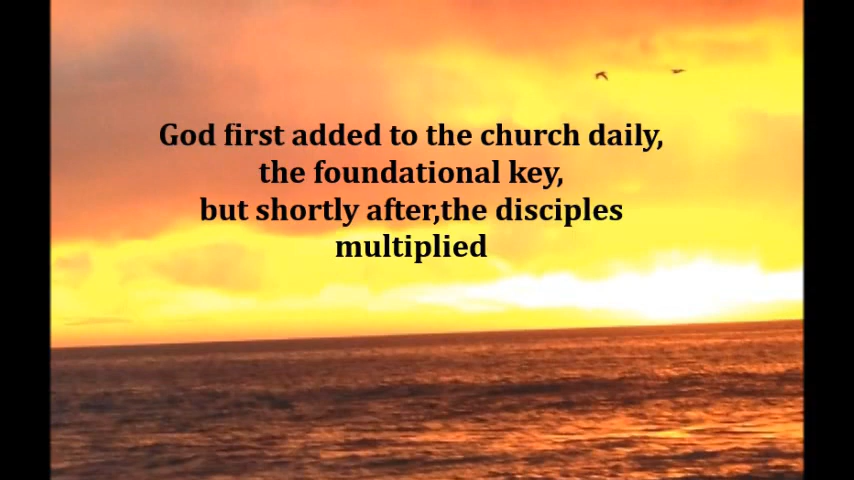 God first added to the church daily,
the foundational key,
but shortly after,the disciples
multiplied